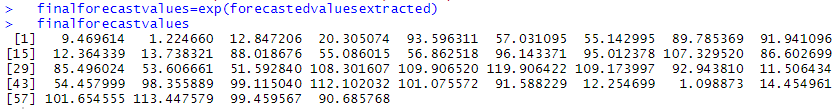 > finalforecastvalues=exp(forecastedvaluesextracted)
> finalforecastvalues
[1] 9.469614 1.224660 12.847206 20.305074 93.596311 57.031095 55.142995 89.785369 91.941096
[15] 12.364339 13.738321 88.018676 55.086015 56.862518 96.143371 95.012378 107.329520 86.602699
[29] 85.496024 53.606661 51.592840 108.301607 109.906520 119.906422 109.173997 92.943810 11.506434
[43] 54.457999 98.355889 99.115040 112.102032 101.075572 91.588229 12.254699 1.098873 14.454961
[57] 101.654555 113.447579 99.459567 90.685768